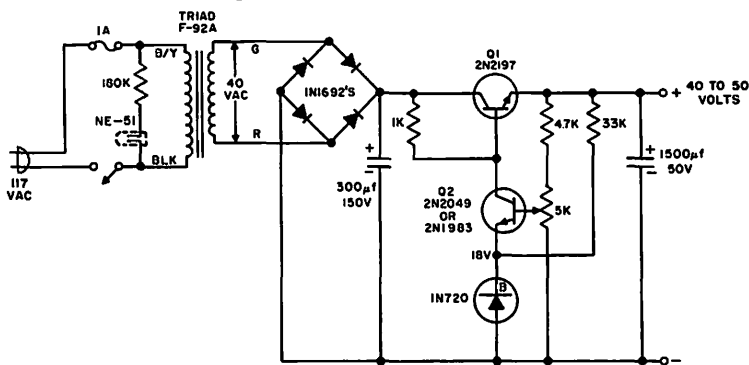 TRIAD
F-92A
1A
B/Y
G
180K
40
VAC
1N1692'S
NE-51
R
BLK
117
VAC
Q1
2N2197
+ 40 TO 50
VOLTS
1K
4.7K
33K
+
300μf
150V
+
1500μf
50V
Q2
2N2049
OR
2N1983
5K
18V
1N720
B